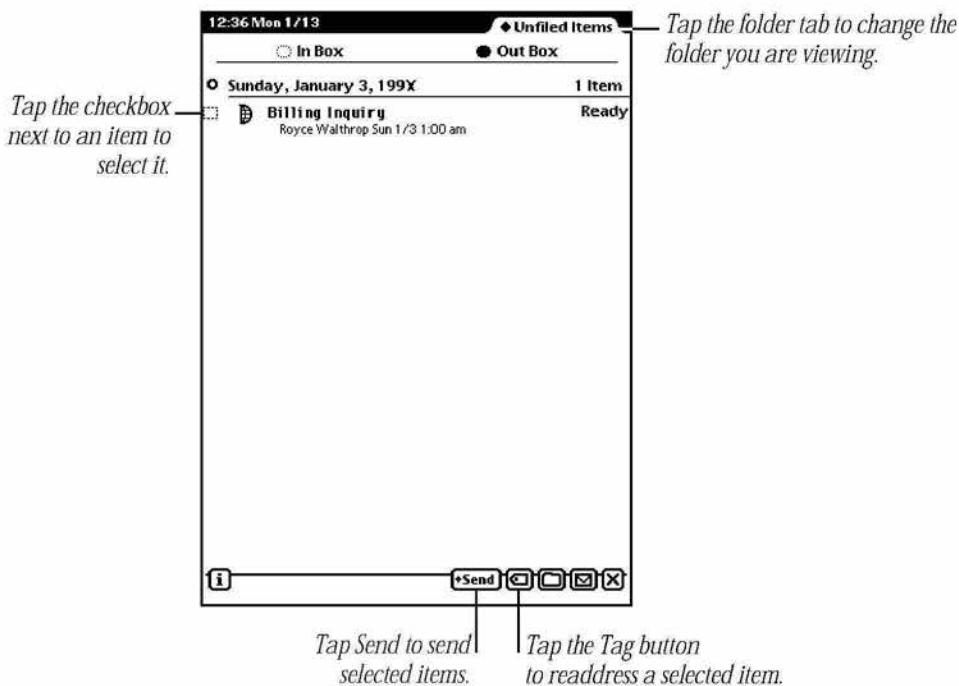 12:36 Mon 1/13
◆Unfiled Items
Tap the folder tab to change the
folder you are viewing.
In Box
Out Box
Sunday, January 3, 199X
1 Item
Tap the checkbox
next to an item to
select it.
Billing Inquiry
Ready
Royce Walthrop Sun 1/3 1:00 am
i
Send
Tap Send to send
selected items.
Tap the Tag button
to readdress a selected item.